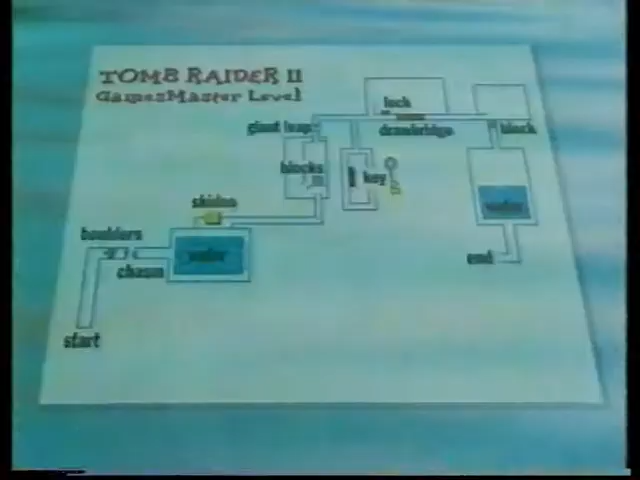 TOMB RAIDER II
GamesMaster Level
lock
giant leap
drawbridge
block
blocks
key
skidoo
water
boulders
water
end
chasm
start